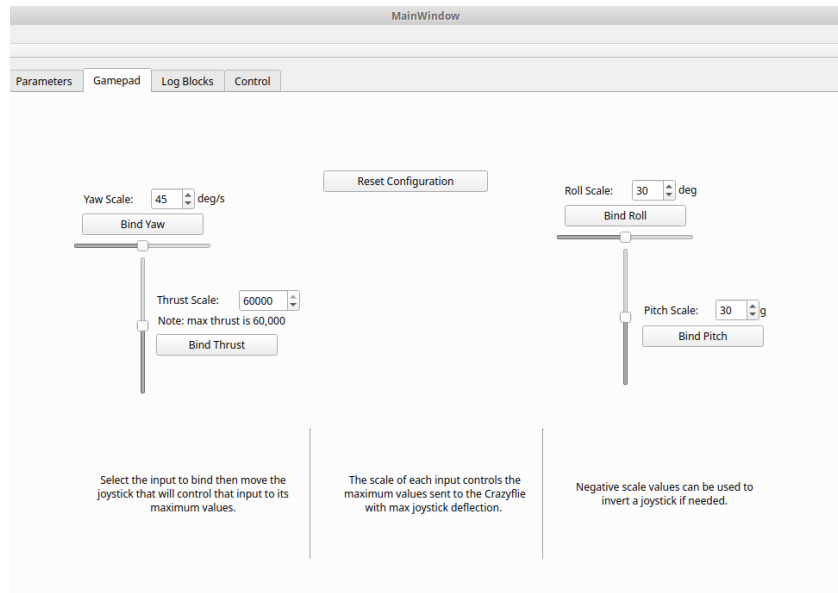 MainWindow
Parameters
Gamepad
Log Blocks
Control
Reset Configuration
Yaw Scale: 45 deg/s
Bind Yaw
Roll Scale: 30 deg
Bind Roll
Thrust Scale: 60000
Note: max thrust is 60,000
Bind Thrust
Pitch Scale: 30 g
Bind Pitch
Select the input to bind then move the
joystick that will control that input to its
maximum values.
The scale of each input controls the
maximum values sent to the Crazyflie
with max joystick deflection.
Negative scale values can be used to
invert a joystick if needed.